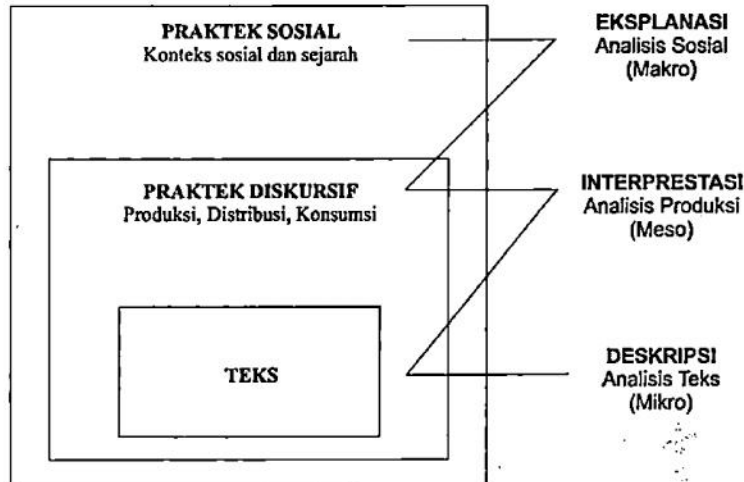 PRAKTEK SOSIAL
Konteks sosial dan sejarah
EKSPLANASI
Analisis Sosial
(Makro)
PRAKTEK DISKURSIF
Produksi, Distribusi, Konsumsi
INTERPRESTASI
Analisis Produksi
(Meso)
TEKS
DESKRIPSI
Analisis Teks
(Mikro)